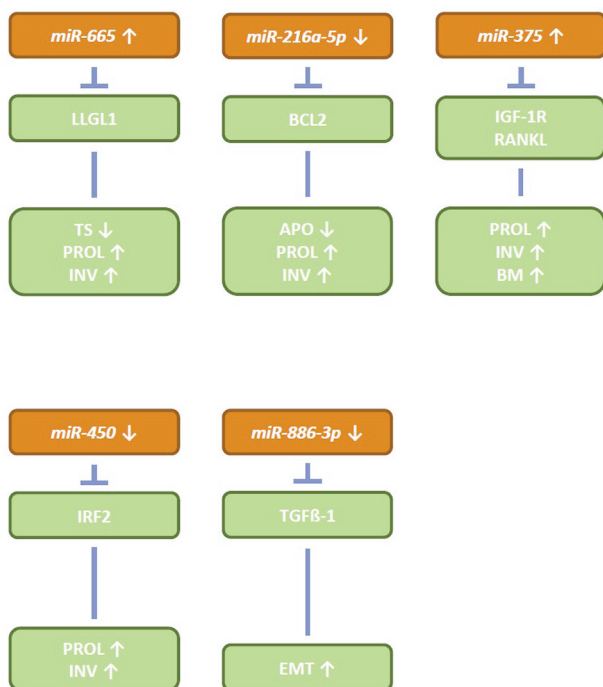 miR-665 ↑
miR-216a-5p ↓
miR-375 ↑
LLGL1
BCL2
IGF-1R
RANKL
TS ↓
PROL ↑
INV ↑
APO ↓
PROL ↑
INV ↑
PROL ↑
INV ↑
BM ↑
miR-450 ↓
miR-886-3p ↓
IRF2
TGFß-1
PROL ↑
INV ↑
EMT ↑